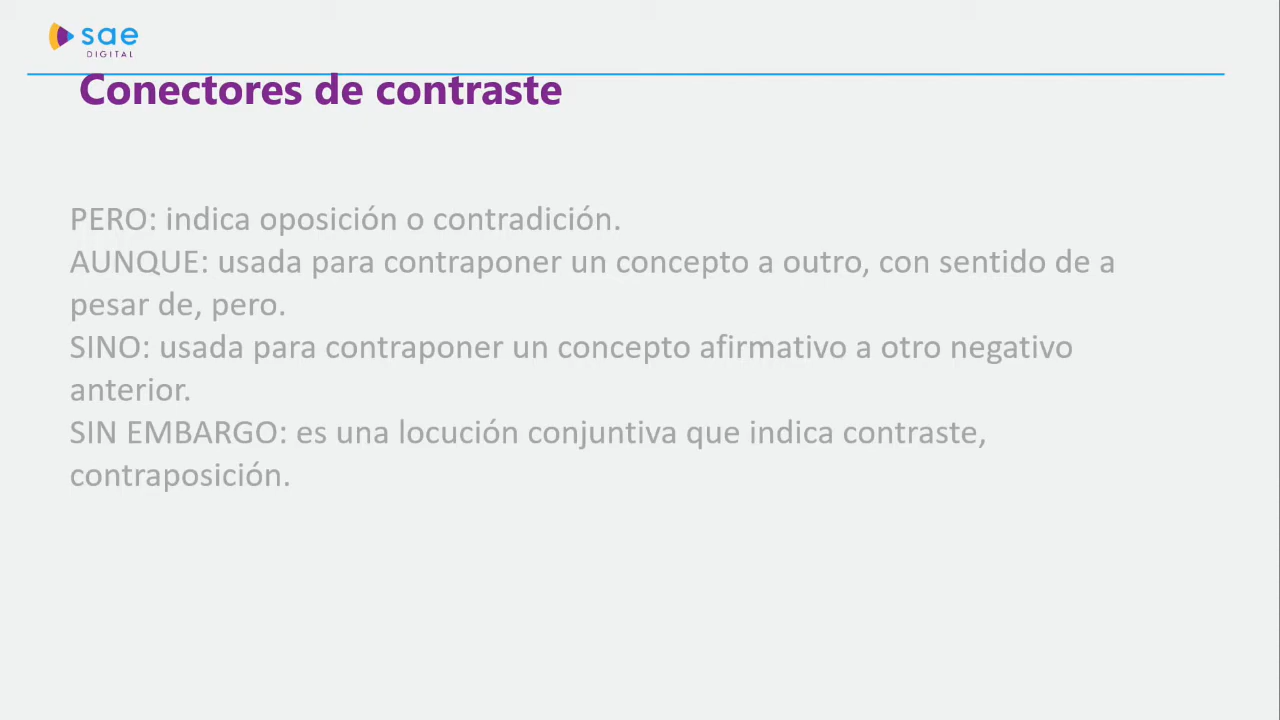 sae
DIGITAL
Conectores de contraste
PERO: indica oposición o contradición.
AUNQUE: usada para contraponer un concepto a outro, con sentido de a
pesar de, pero.
SINO: usada para contraponer un concepto afirmativo a otro negativo
anterior.
SIN EMBARGO: es una locución conjuntiva que indica contraste,
contraposición.